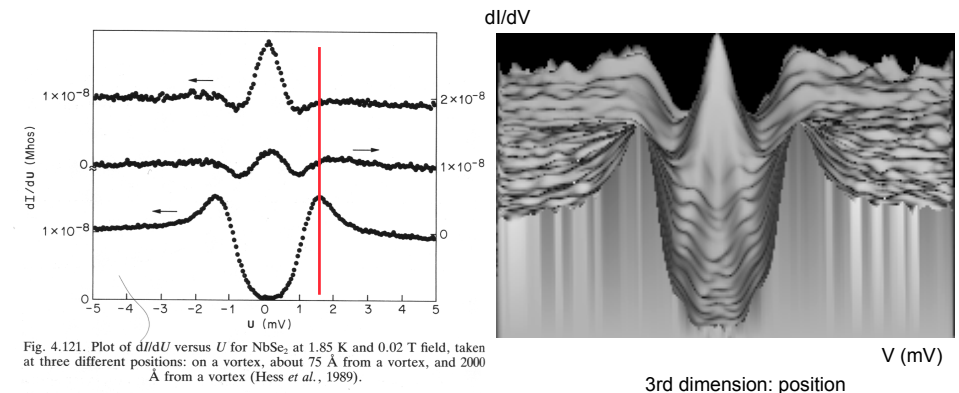 dI/dV
1×10⁻⁸
2×10⁻⁸
0
1×10⁻⁸
1×10⁻⁸
0
0
dI/dU (Mhos)
-5 -4 -3 -2 -1 0 1 2 3 4 5
U (mV)
Fig. 4.121. Plot of dI/dU versus U for NbSe₂ at 1.85 K and 0.02 T field, taken
at three different positions: on a vortex, about 75 Å from a vortex, and 2000
Å from a vortex (Hess et al., 1989).
V (mV)
3rd dimension: position